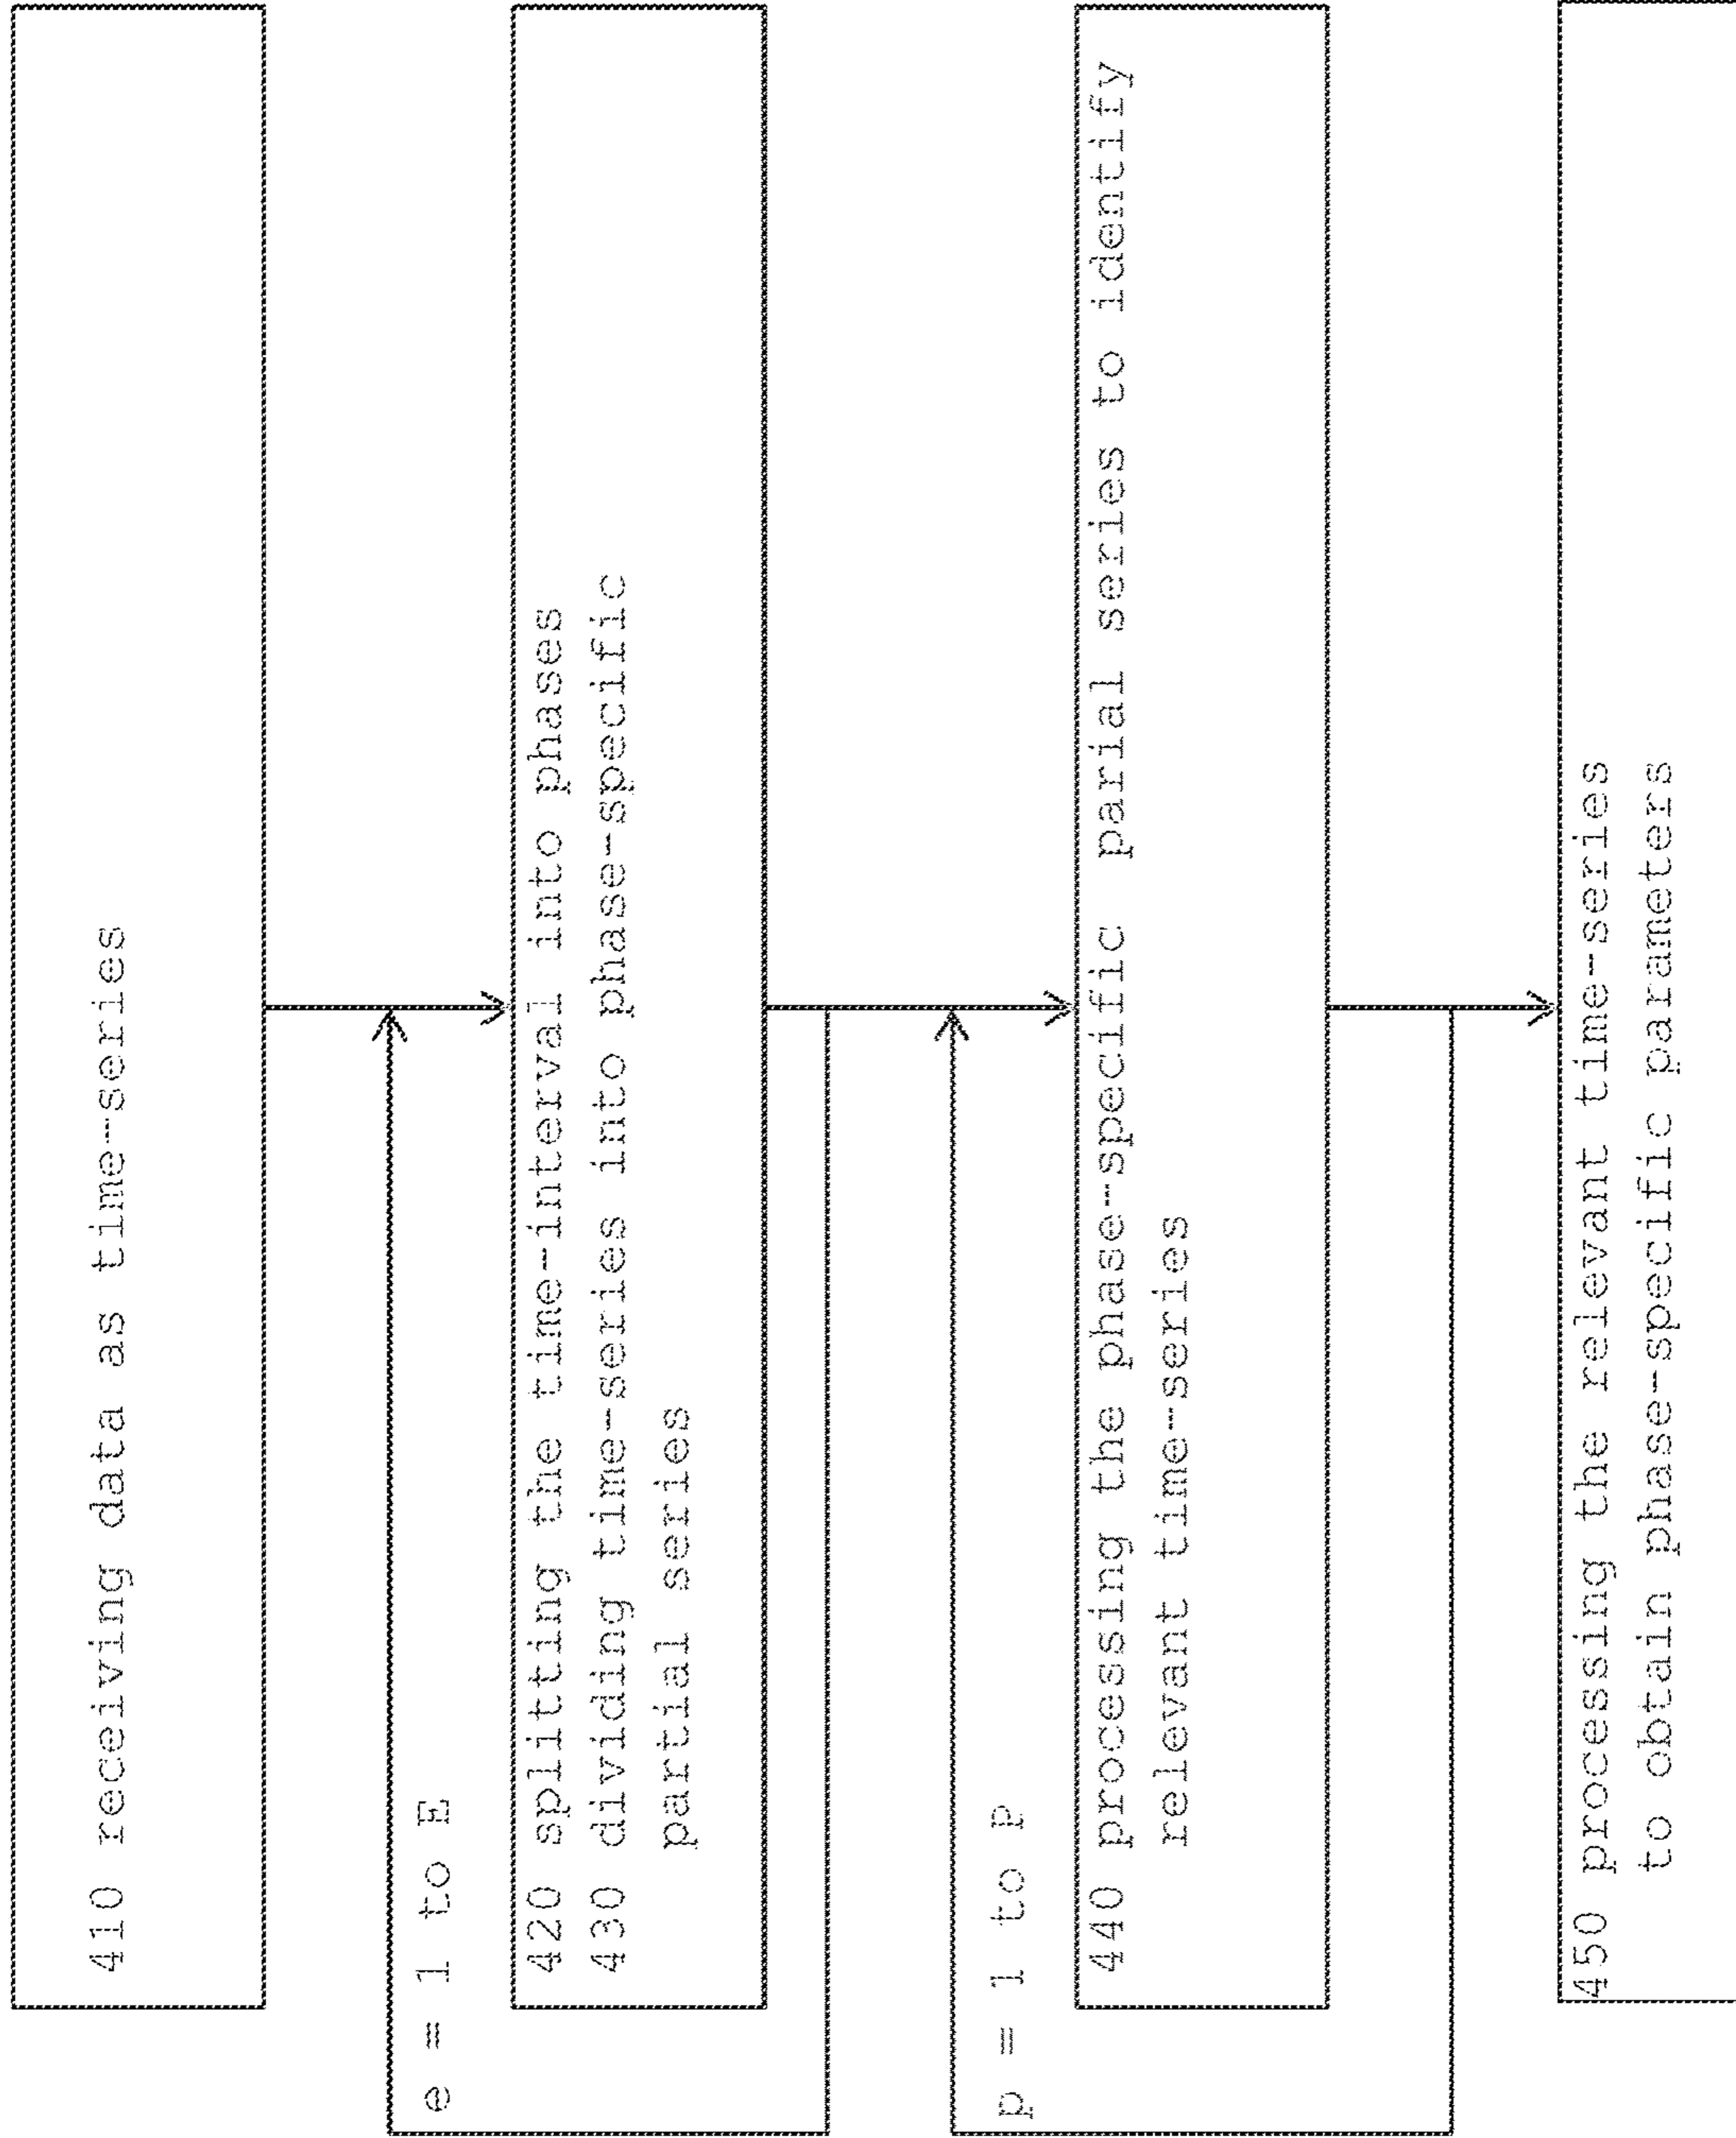 410 receiving data as time-series
e = 1 to E
420 splitting the time-interval into phases
430 dividing time-series into phase-specific
partial series
p = 1 to P
440 processing the phase-specific parial series to identify
relevant time-series
450 processing the relevant time-series
to obtain phase-specific parameters